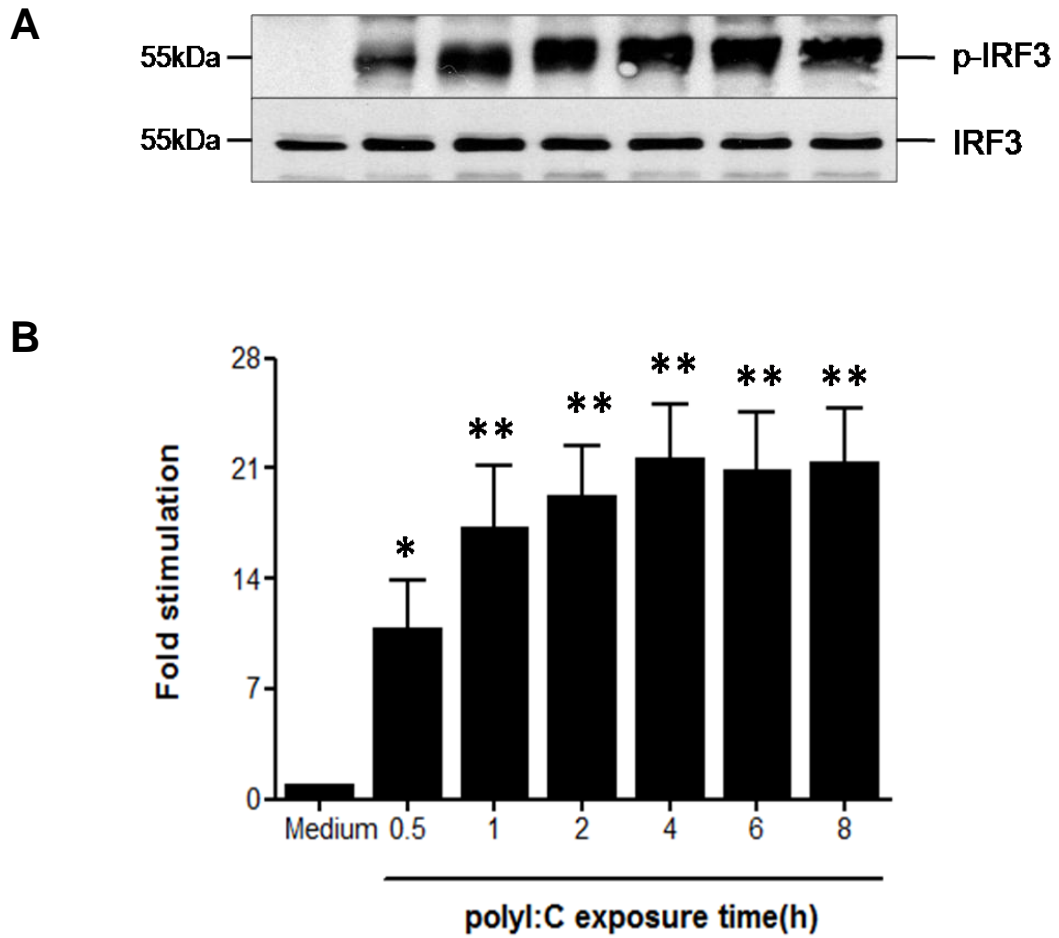 A
55kDa p-IRF3
55kDa IRF3
B
28
21
14
7
0
Fold stimulation
* ** ** ** ** **
Medium 0.5 1 2 4 6 8
polyI:C exposure time(h)